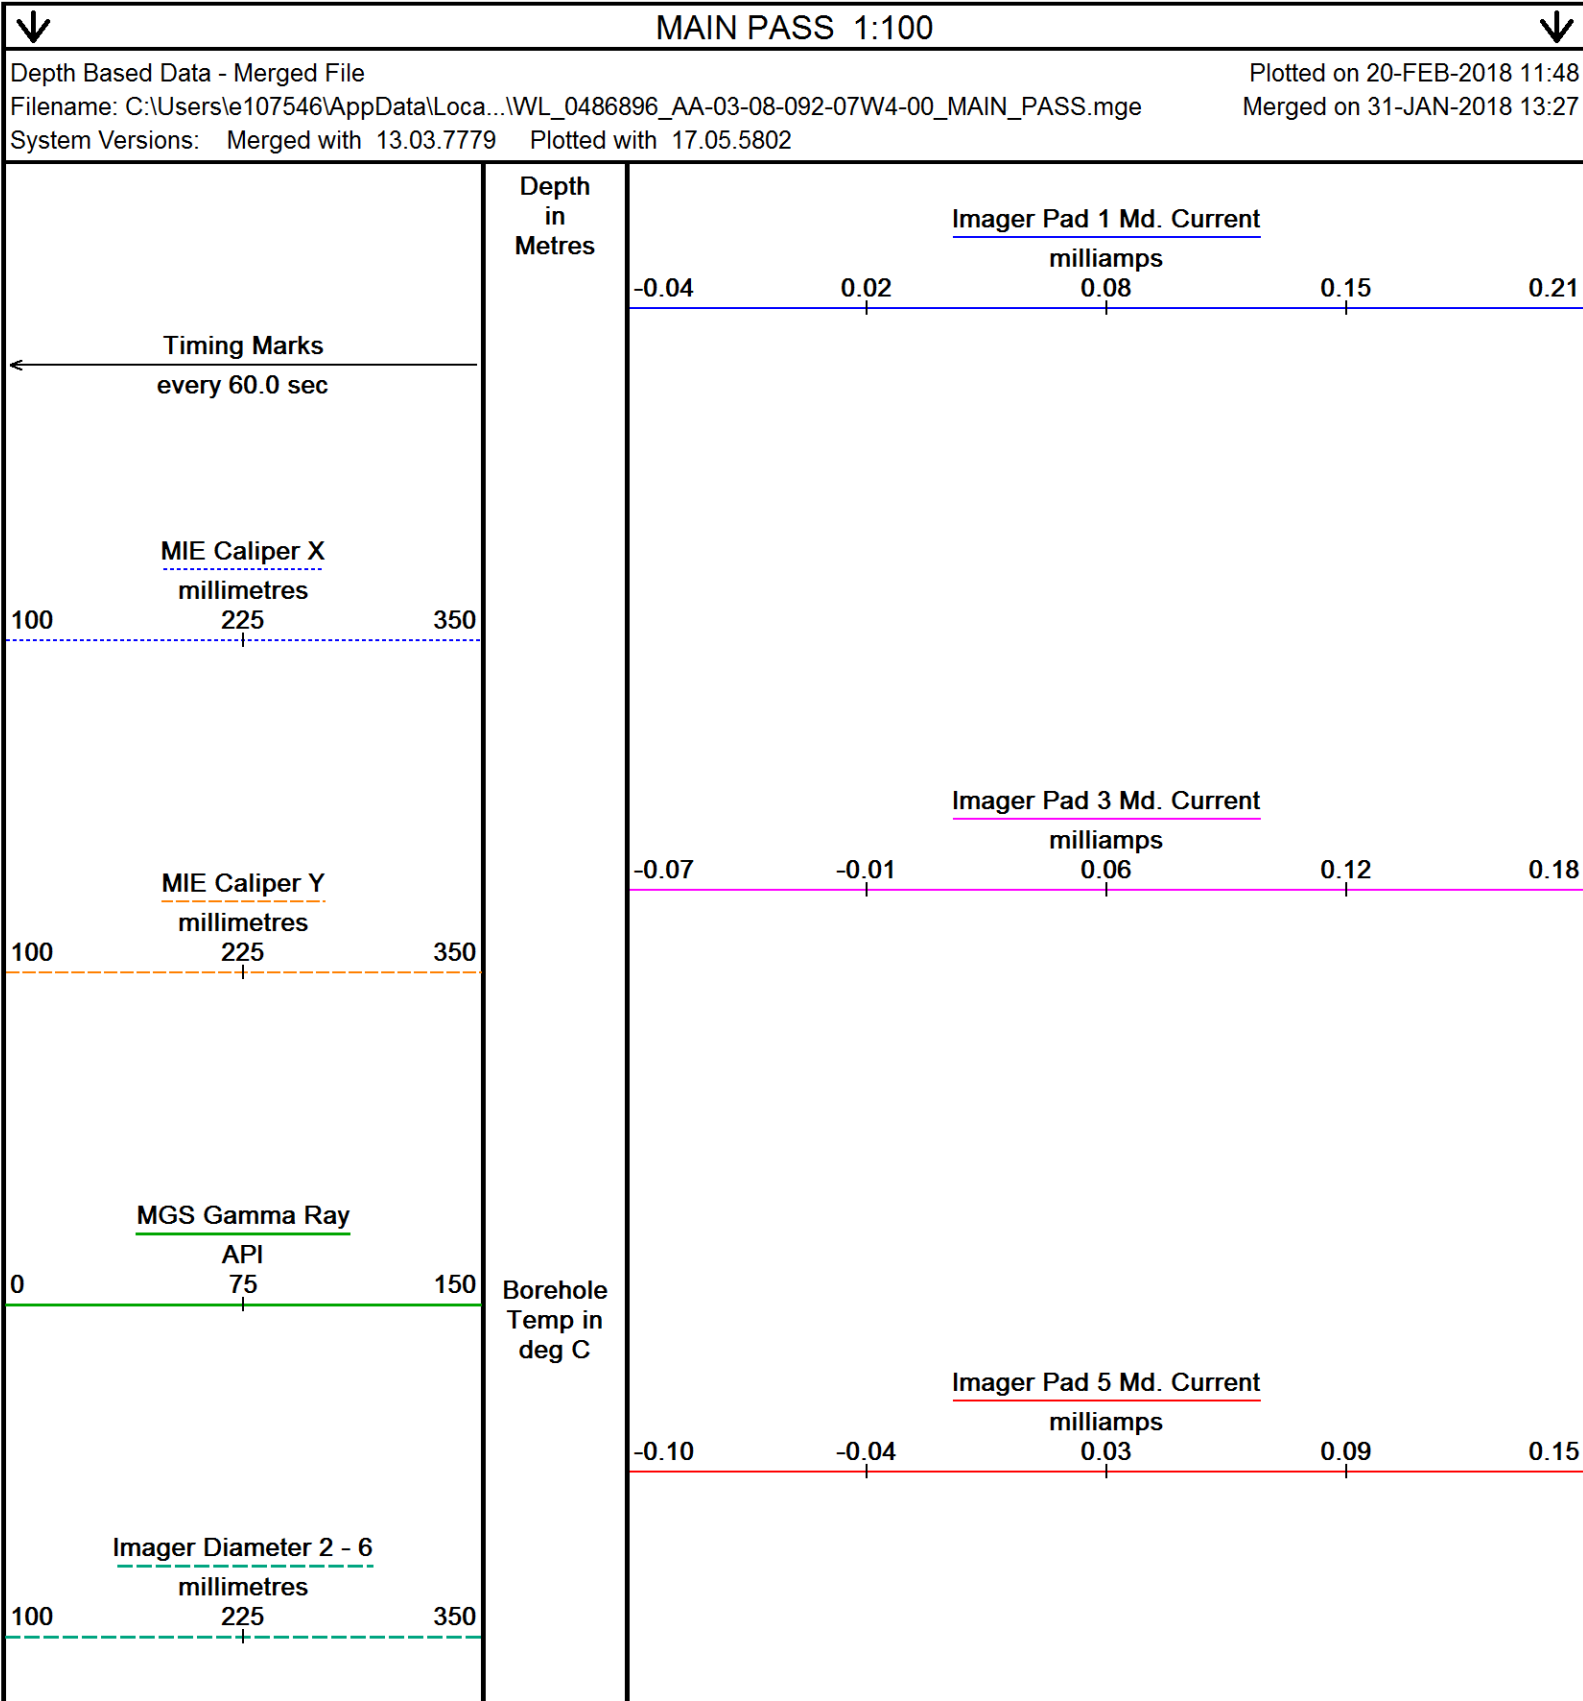 MAIN PASS 1:100
Depth Based Data - Merged File
Plotted on 20-FEB-2018 11:48
Filename: C:\Users\e107546\AppData\Loca...\WL_0486896_AA-03-08-092-07W4-00_MAIN_PASS.mge
Merged on 31-JAN-2018 13:27
System Versions: Merged with 13.03.7779 Plotted with 17.05.5802
Timing Marks
every 60.0 sec
MIE Caliper X
millimetres
100 225 350
MIE Caliper Y
millimetres
100 225 350
MGS Gamma Ray
API
0 75 150
Imager Diameter 2 - 6
millimetres
100 225 350
Depth
in
Metres
Borehole
Temp in
deg C
Imager Pad 1 Md. Current
milliamps
-0.04 0.02 0.08 0.15 0.21
Imager Pad 3 Md. Current
milliamps
-0.07 -0.01 0.06 0.12 0.18
Imager Pad 5 Md. Current
milliamps
-0.10 -0.04 0.03 0.09 0.15